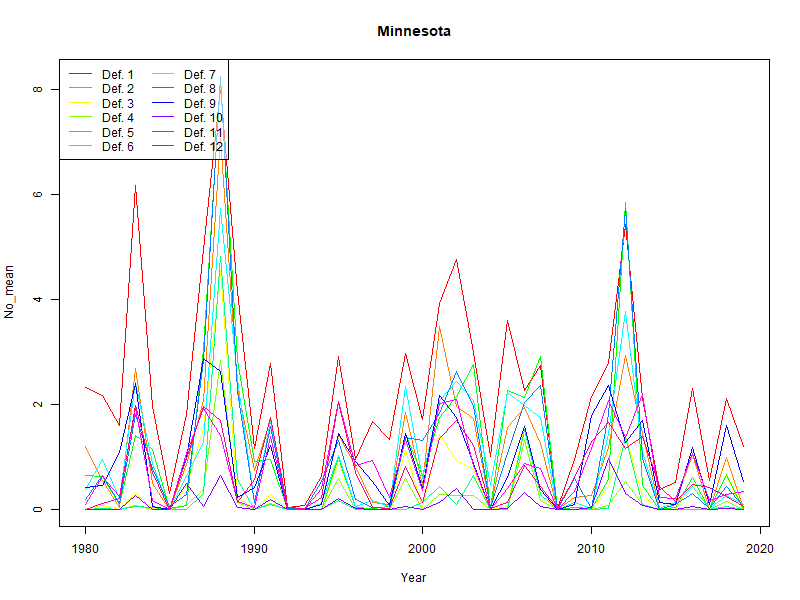 Minnesota
Def. 1 Def. 7
Def. 2 Def. 8
Def. 3 Def. 9
Def. 4 Def. 10
Def. 5 Def. 11
Def. 6 Def. 12
8
6
4
2
0
No_mean
1980 1990 2000 2010 2020
Year